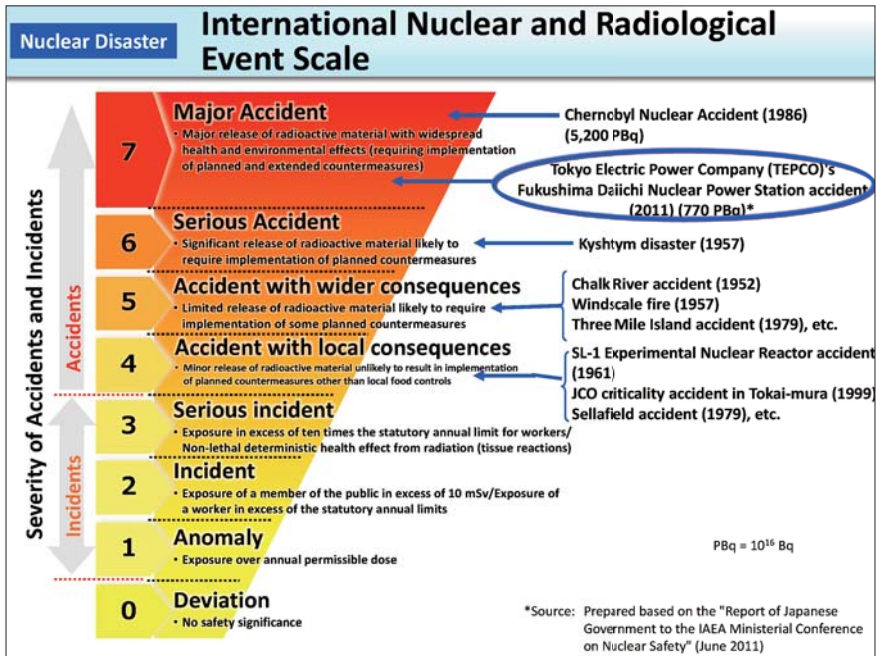 Nuclear Disaster
International Nuclear and Radiological
Event Scale
Severity of Accidents and Incidents
Accidents
Incidents
7
Major Accident
• Major release of radioactive material with widespread
health and environmental effects (requiring implementation
of planned and extended countermeasures)
Chernobyl Nuclear Accident (1986)
(5,200 PBq)
Tokyo Electric Power Company (TEPCO)'s
Fukushima Daiichi Nuclear Power Station accident
(2011) (770 PBq)*
6
Serious Accident
• Significant release of radioactive material likely to
require implementation of planned countermeasures
Kyshtym disaster (1957)
5
Accident with wider consequences
• Limited release of radioactive material likely to require
implementation of some planned countermeasures
Chalk River accident (1952)
Windscale fire (1957)
Three Mile Island accident (1979), etc.
4
Accident with local consequences
• Minor release of radioactive material unlikely to result in implementation
of planned countermeasures other than local food controls
SL-1 Experimental Nuclear Reactor accident
(1961)
JCO criticality accident in Tokai-mura (1999)
Sellafield accident (1979), etc.
3
Serious incident
• Exposure in excess of ten times the statutory annual limit for workers/
Non-lethal deterministic health effect from radiation (tissue reactions)
2
Incident
• Exposure of a member of the public in excess of 10 mSv/Exposure of
a worker in excess of the statutory annual limits
1
Anomaly
• Exposure over annual permissible dose
PBq = 10¹⁶ Bq
0
Deviation
• No safety significance
*Source: Prepared based on the "Report of Japanese
Government to the IAEA Ministerial Conference
on Nuclear Safety" (June 2011)